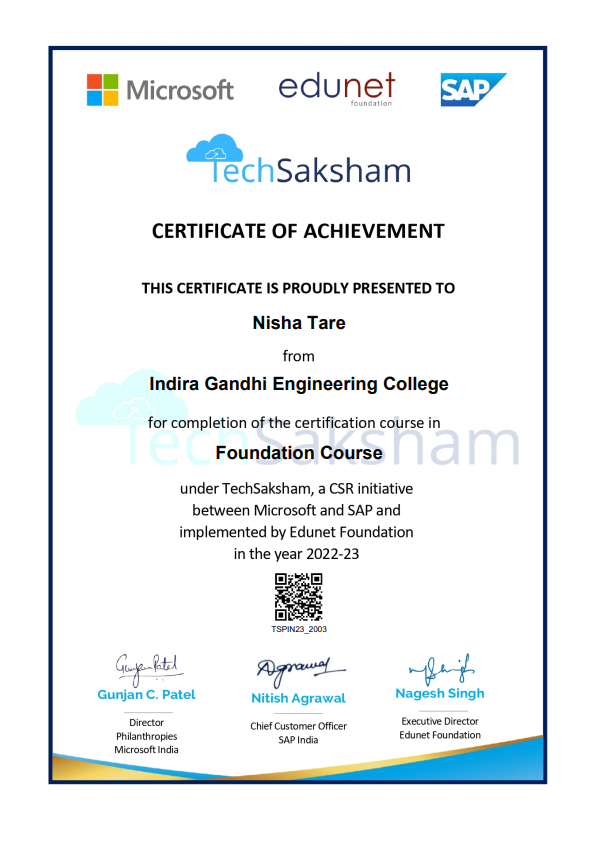 Microsoft
edunet
foundation
SAP
TechSaksham
CERTIFICATE OF ACHIEVEMENT
THIS CERTIFICATE IS PROUDLY PRESENTED TO
Nisha Tare
from
Indira Gandhi Engineering College
for completion of the certification course in
TechSaksham
Foundation Course
under TechSaksham, a CSR initiative
between Microsoft and SAP and
implemented by Edunet Foundation
in the year 2022-23
TSPIN23_2003
Gunjan Patel
Agrawal
Gunjan C. Patel
Nitish Agrawal
Nagesh Singh
Director
Philanthropies
Microsoft India
Chief Customer Officer
SAP India
Executive Director
Edunet Foundation